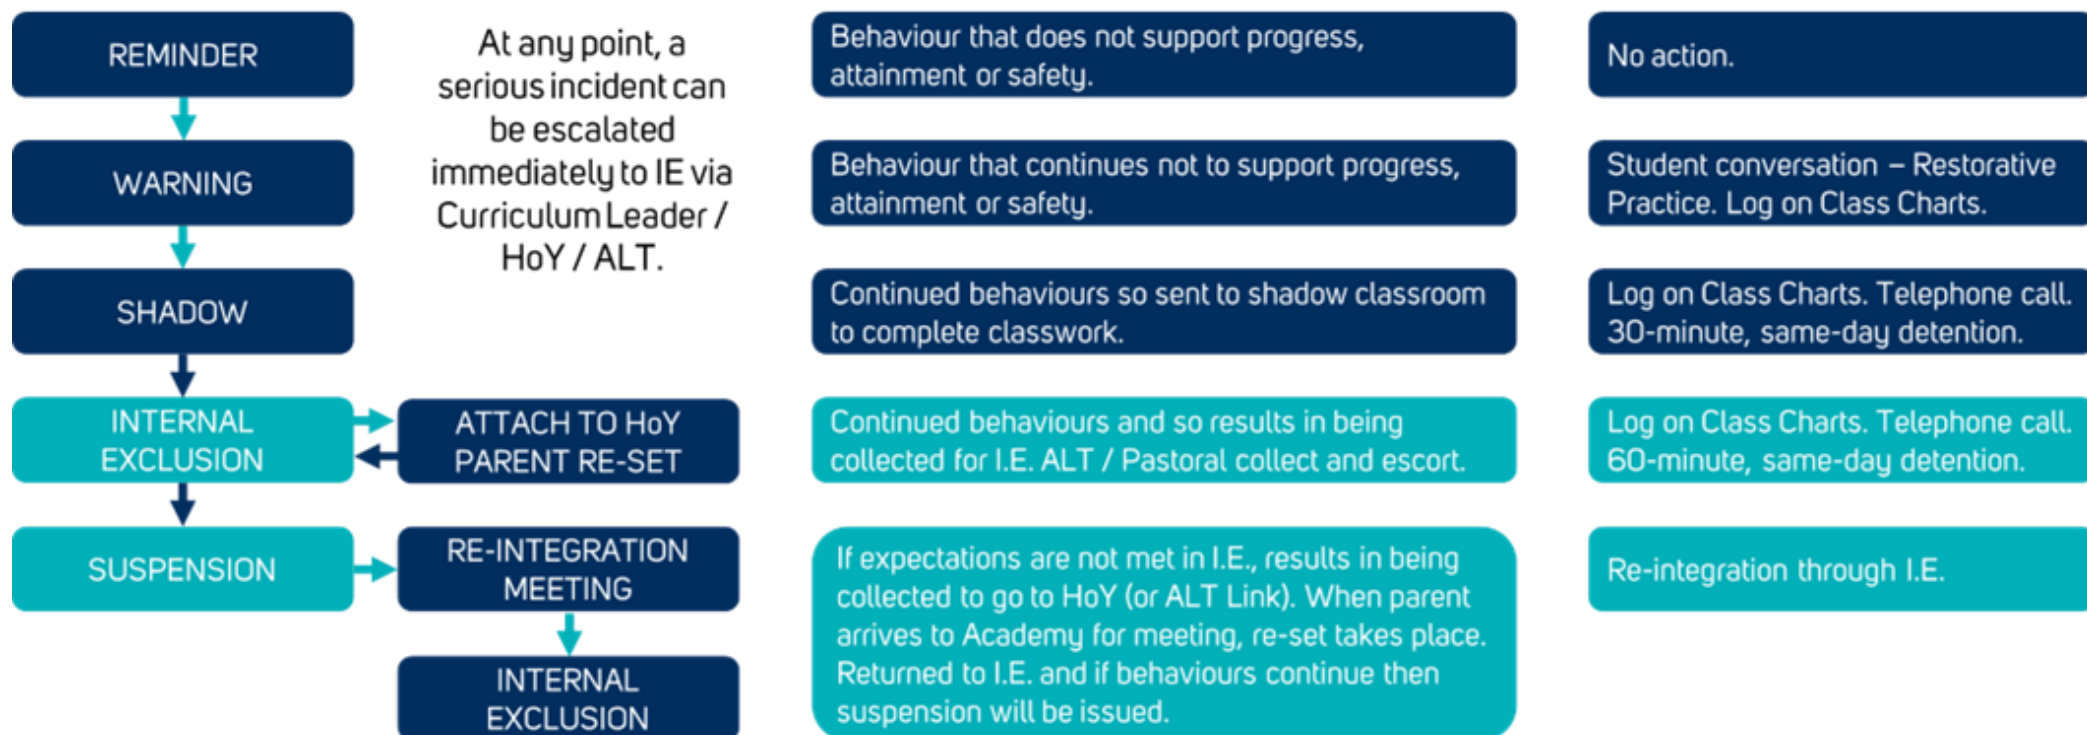 REMINDER
At any point, a
serious incident can
be escalated
immediately to IE via
Curriculum Leader /
HoY / ALT.
Behaviour that does not support progress,
attainment or safety.
No action.
WARNING
Behaviour that continues not to support progress,
attainment or safety.
Student conversation – Restorative
Practice. Log on Class Charts.
SHADOW
Continued behaviours so sent to shadow classroom
to complete classwork.
Log on Class Charts. Telephone call.
30-minute, same-day detention.
INTERNAL
EXCLUSION
ATTACH TO HoY
PARENT RE-SET
Continued behaviours and so results in being
collected for I.E. ALT / Pastoral collect and escort.
Log on Class Charts. Telephone call.
60-minute, same-day detention.
SUSPENSION
RE-INTEGRATION
MEETING
If expectations are not met in I.E., results in being
collected to go to HoY (or ALT Link). When parent
arrives to Academy for meeting, re-set takes place.
Returned to I.E. and if behaviours continue then
suspension will be issued.
Re-integration through I.E.
INTERNAL
EXCLUSION